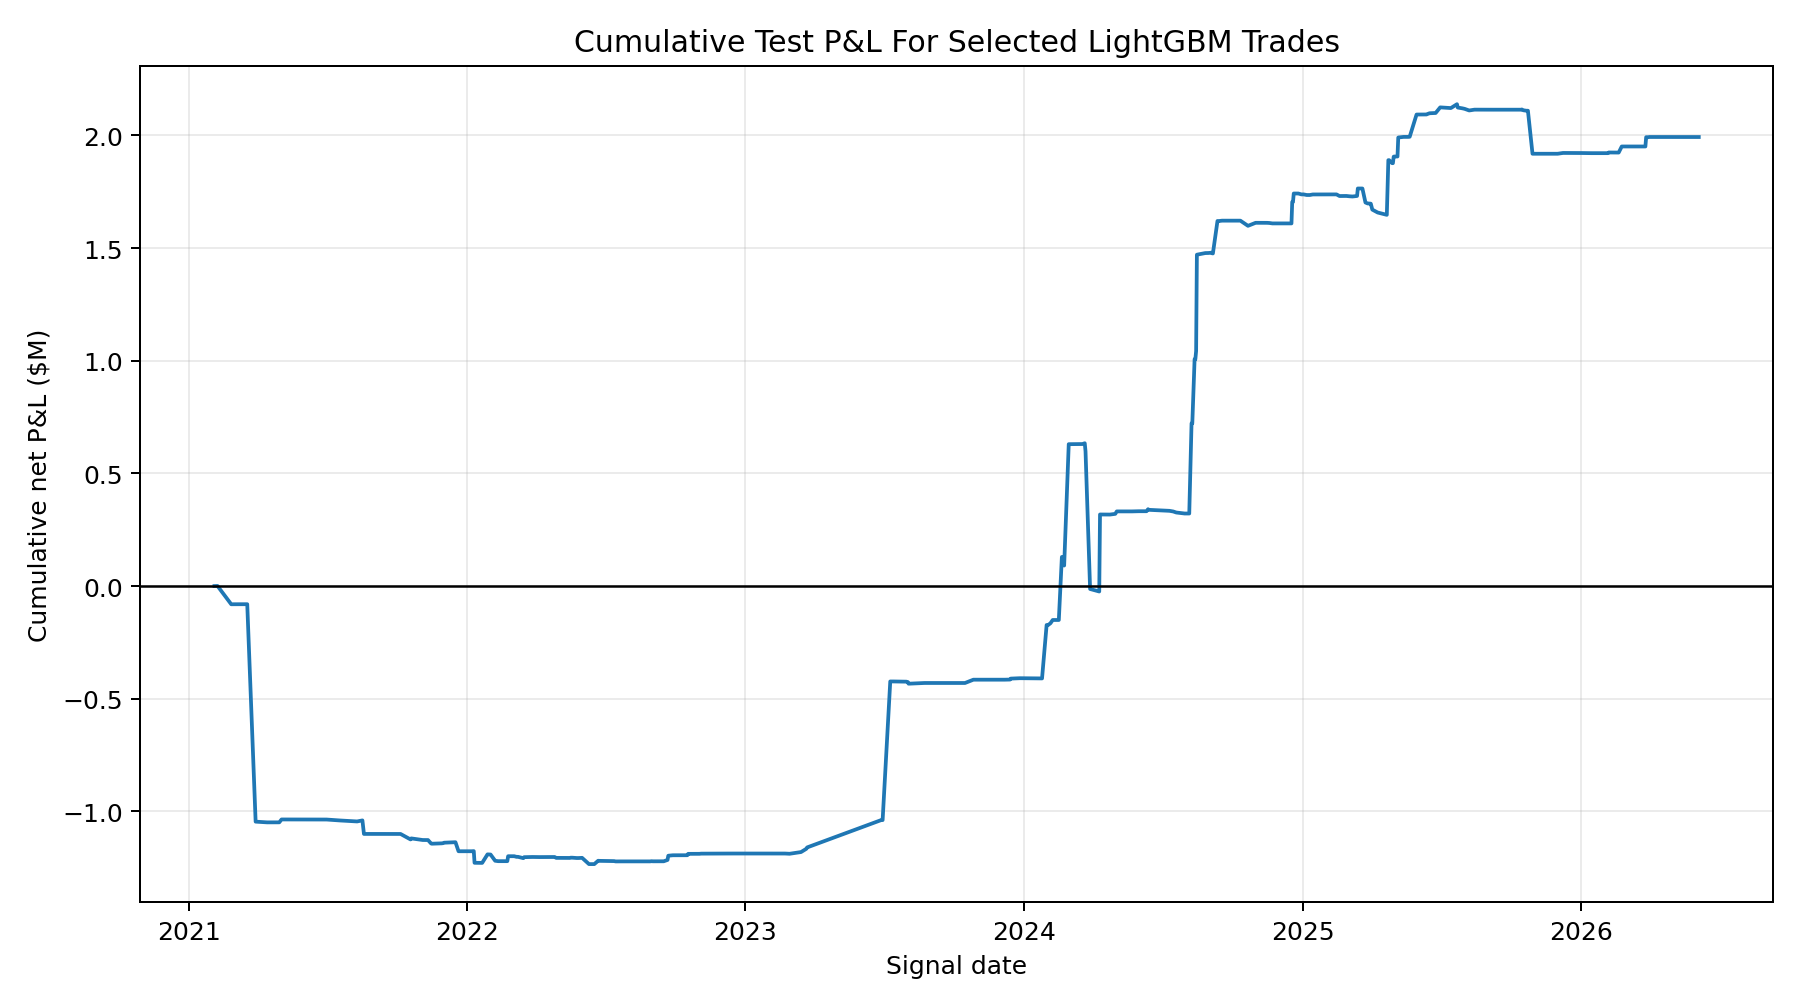 Cumulative Test P&L For Selected LightGBM Trades
Cumulative net P&L ($M)
2.0
1.5
1.0
0.5
0.0
−0.5
−1.0
2021 2022 2023 2024 2025 2026
Signal date